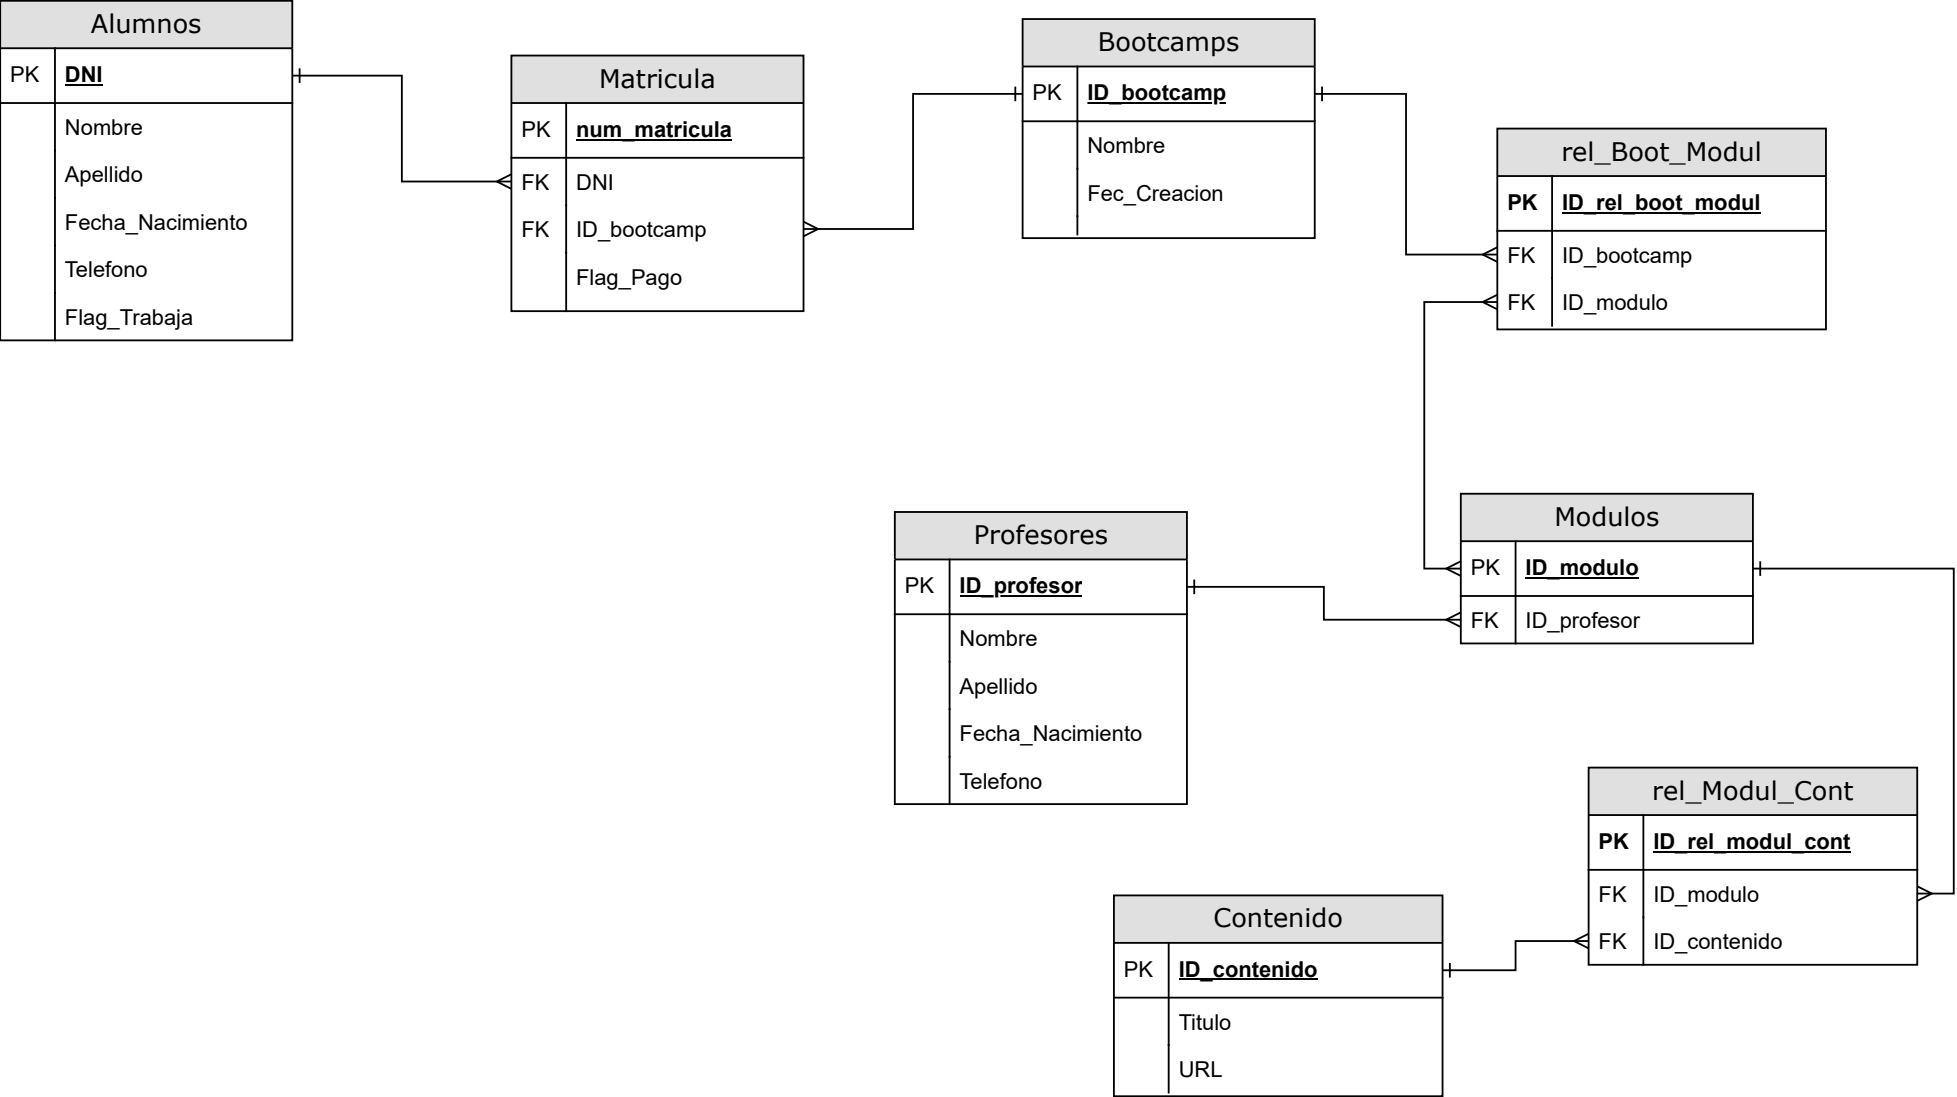 Alumnos
PK DNI
Nombre
Apellido
Fecha_Nacimiento
Telefono
Flag_Trabaja
Matricula
PK num_matricula
FK DNI
FK ID_bootcamp
Flag_Pago
Bootcamps
PK ID_bootcamp
Nombre
Fec_Creacion
rel_Boot_Modul
PK ID_rel_boot_modul
FK ID_bootcamp
FK ID_modulo
Profesores
PK ID_profesor
Nombre
Apellido
Fecha_Nacimiento
Telefono
Modulos
PK ID_modulo
FK ID_profesor
rel_Modul_Cont
PK ID_rel_modul_cont
FK ID_modulo
FK ID_contenido
Contenido
PK ID_contenido
Titulo
URL